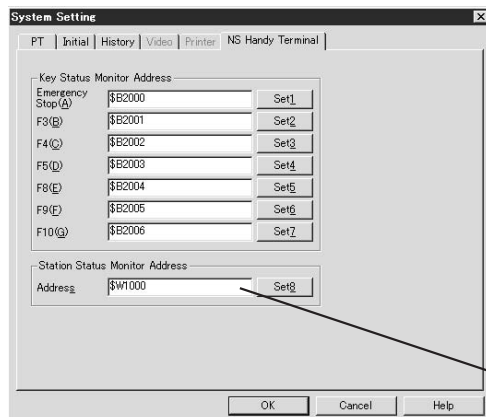 System Setting
PT Initial History Video Printer NS Handy Terminal
Key Status Monitor Address
Emergency
Stop(A) $B2000 Set1
F3(B) $B2001 Set2
F4(C) $B2002 Set3
F5(D) $B2003 Set4
F8(E) $B2004 Set5
F9(F) $B2005 Set6
F10(G) $B2006 Set7
Station Status Monitor Address
Address $W1000 Set8
OK Cancel Help